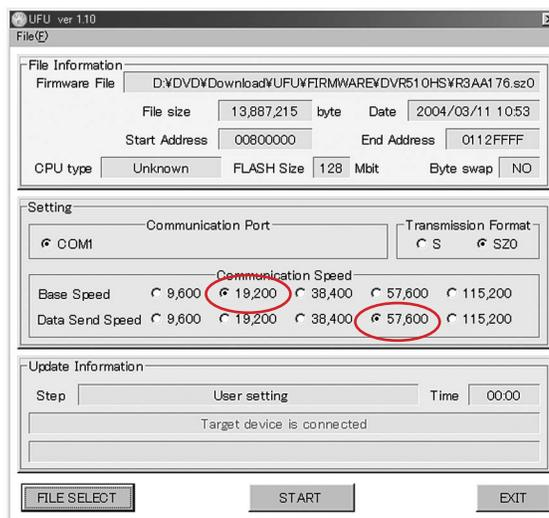 UFU ver 1.10
File(F)
File Information
Firmware File D:¥DVD¥Download¥UFU¥FIRMWARE¥DVR510HS¥R3AA176.sz0
File size 13,887,215 byte Date 2004/03/11 10:53
Start Address 00800000 End Address 0112FFFF
CPU type Unknown FLASH Size 128 Mbit Byte swap NO
Setting
Communication Port Transmission Format
COM1 S SZ0
Communication Speed
Base Speed 9,600 19,200 38,400 57,600 115,200
Data Send Speed 9,600 19,200 38,400 57,600 115,200
Update Information
Step User setting Time 00:00
Target device is connected
FILE SELECT START EXIT